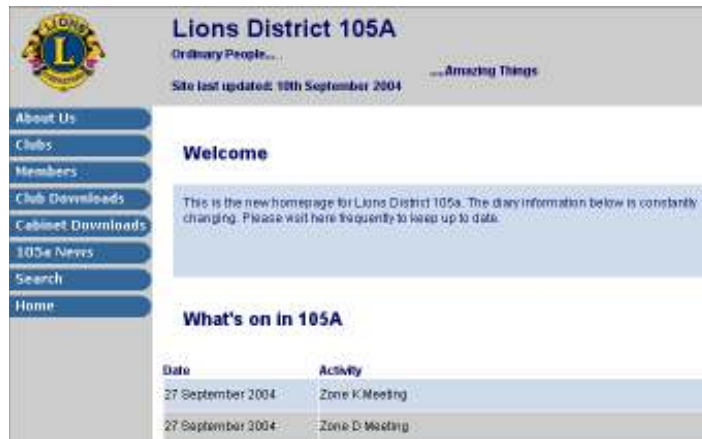 LIONS
L
INTERNATIONAL
Lions District 105A
Ordinary People....
....Amazing Things
Site last updated: 10th September 2004
About Us
Clubs
Members
Club Downloads
Cabinet Downloads
105a News
Search
Home
Welcome
This is the new homepage for Lions District 105a. The diary information below is constantly
changing. Please visit here frequently to keep up to date.
What's on in 105A
Date Activity
27 September 2004 Zone K Meeting
27 September 2004 Zone D Meeting